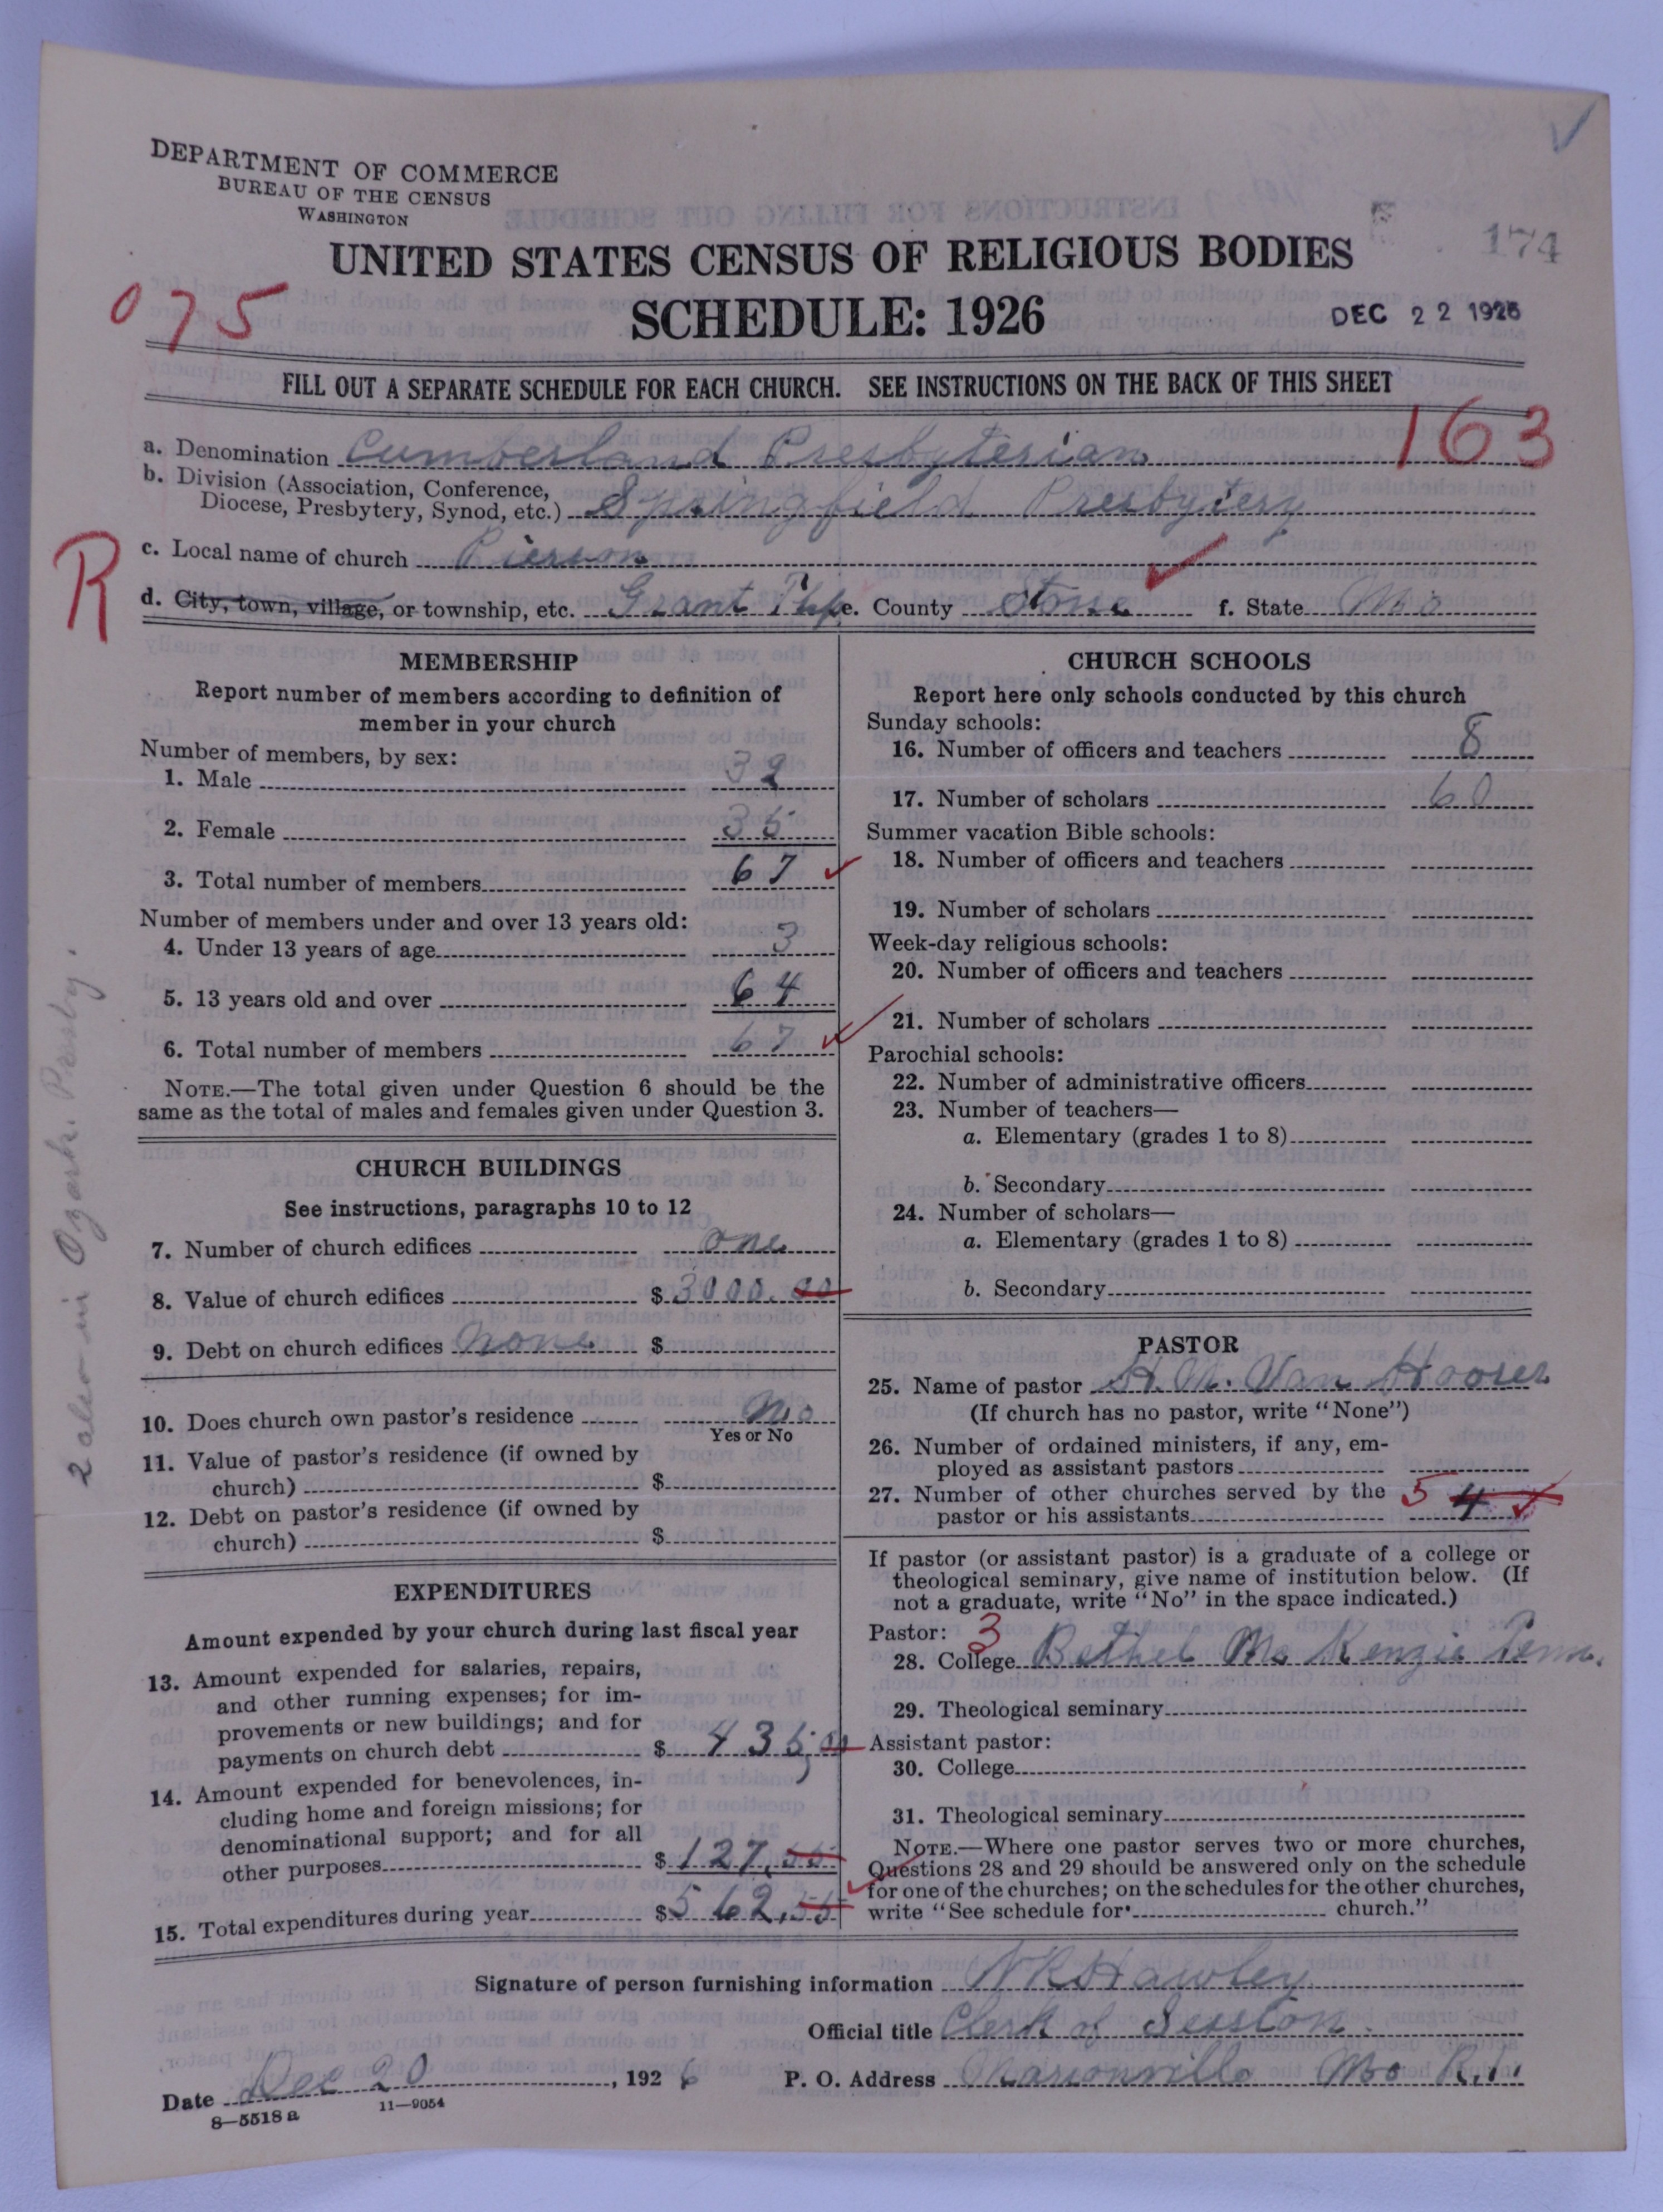 DEPARTMENT OF COMMERCE
BUREAU OF THE CENSUS
WASHINGTON
UNITED STATES CENSUS OF RELIGIOUS BODIES
174
075
SCHEDULE: 1926
DEC 22 1926
FILL OUT A SEPARATE SCHEDULE FOR EACH CHURCH. SEE INSTRUCTIONS ON THE BACK OF THIS SHEET
163
a. Denomination Cumberland Presbyterian
b. Division (Association, Conference,
Diocese, Presbytery, Synod, etc.) Springfield Presbytery
R
c. Local name of church Pierson
d. City, town, village, or township, etc. Grant Twp. e. County Stone f. State Mo
MEMBERSHIP
Report number of members according to definition of
member in your church
Number of members, by sex:
1. Male 32
2. Female 35
3. Total number of members 67
Number of members under and over 13 years old:
4. Under 13 years of age 3
5. 13 years old and over 64
6. Total number of members 67
NOTE.—The total given under Question 6 should be the
same as the total of males and females given under Question 3.
CHURCH BUILDINGS
See instructions, paragraphs 10 to 12
7. Number of church edifices one
8. Value of church edifices $ 3000.00
9. Debt on church edifices none $
10. Does church own pastor's residence No
Yes or No
11. Value of pastor's residence (if owned by
church) $
12. Debt on pastor's residence (if owned by
church) $
EXPENDITURES
Amount expended by your church during last fiscal year
13. Amount expended for salaries, repairs,
and other running expenses; for im-
provements or new buildings; and for
payments on church debt $ 435,00
14. Amount expended for benevolences, in-
cluding home and foreign missions; for
denominational support; and for all
other purposes $ 127,55
15. Total expenditures during year $ 562,55
2 also in Ozark Presby.
CHURCH SCHOOLS
Report here only schools conducted by this church
Sunday schools:
16. Number of officers and teachers 8
17. Number of scholars 60
Summer vacation Bible schools:
18. Number of officers and teachers
19. Number of scholars
Week-day religious schools:
20. Number of officers and teachers
21. Number of scholars
Parochial schools:
22. Number of administrative officers
23. Number of teachers—
a. Elementary (grades 1 to 8)
b. Secondary
24. Number of scholars—
a. Elementary (grades 1 to 8)
b. Secondary
PASTOR
25. Name of pastor H. M. Van Hooser
(If church has no pastor, write "None")
26. Number of ordained ministers, if any, em-
ployed as assistant pastors
27. Number of other churches served by the 5 4
pastor or his assistants
If pastor (or assistant pastor) is a graduate of a college or
theological seminary, give name of institution below. (If
not a graduate, write "No" in the space indicated.)
Pastor: 3
28. College Bethel McKenzie Tenn.
29. Theological seminary
Assistant pastor:
30. College
31. Theological seminary
NOTE.—Where one pastor serves two or more churches,
Questions 28 and 29 should be answered only on the schedule
for one of the churches; on the schedules for the other churches,
write "See schedule for church."
Signature of person furnishing information N R Hawley
Official title Clerk of Session
Date Dec 20, 1926 P. O. Address Marionville Mo R.1.
8—5518 a 11—9054